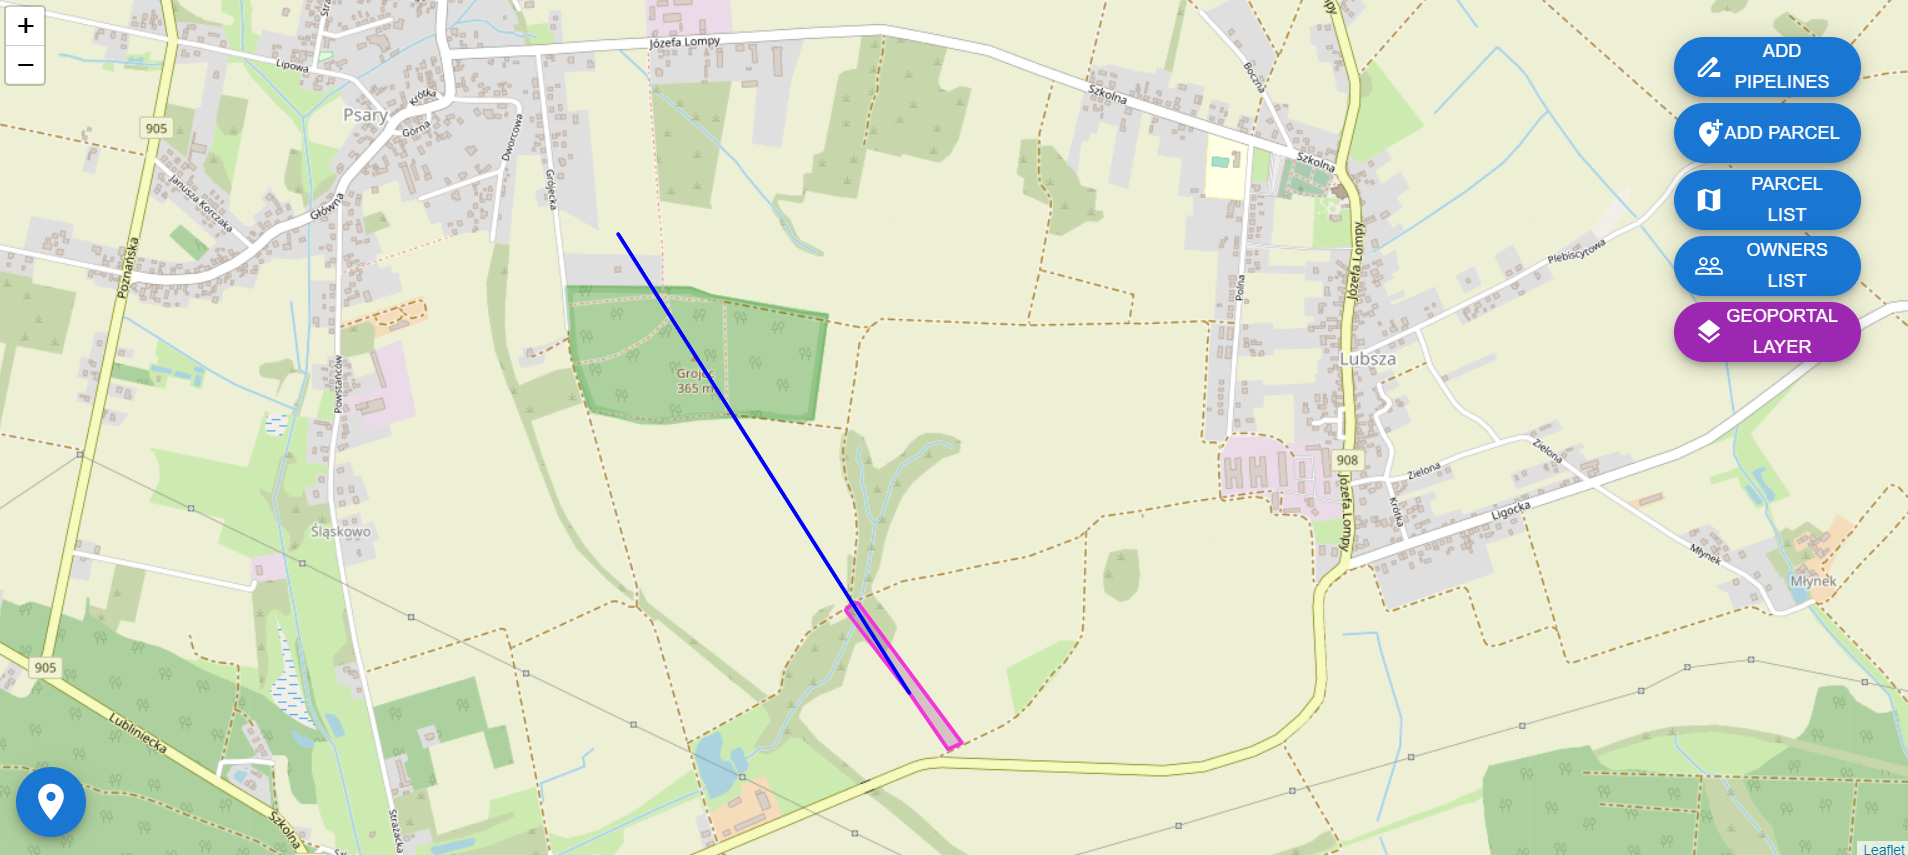 +
−
ADD
PIPELINES
ADD PARCEL
PARCEL
LIST
OWNERS
LIST
GEOPORTAL
LAYER
Józefa Lompy
Lipowa
Krótka
Psary
Górna
905
Dworcowa
Grójecka
Janusza Korczaka
Główna
Poznańska
Powstańców
Śląskowo
Grojec
365 m
Szkolna
Boczna
Szkolna
Józefa Lompy
Polna
Plebiscytowa
Lubsza
908
Józefa Lompy
Zielona
Zielona
Krótka
Ligocka
Młynek
Młynek
905
Lubliniecka
Szkolna
Strażacka
Leaflet